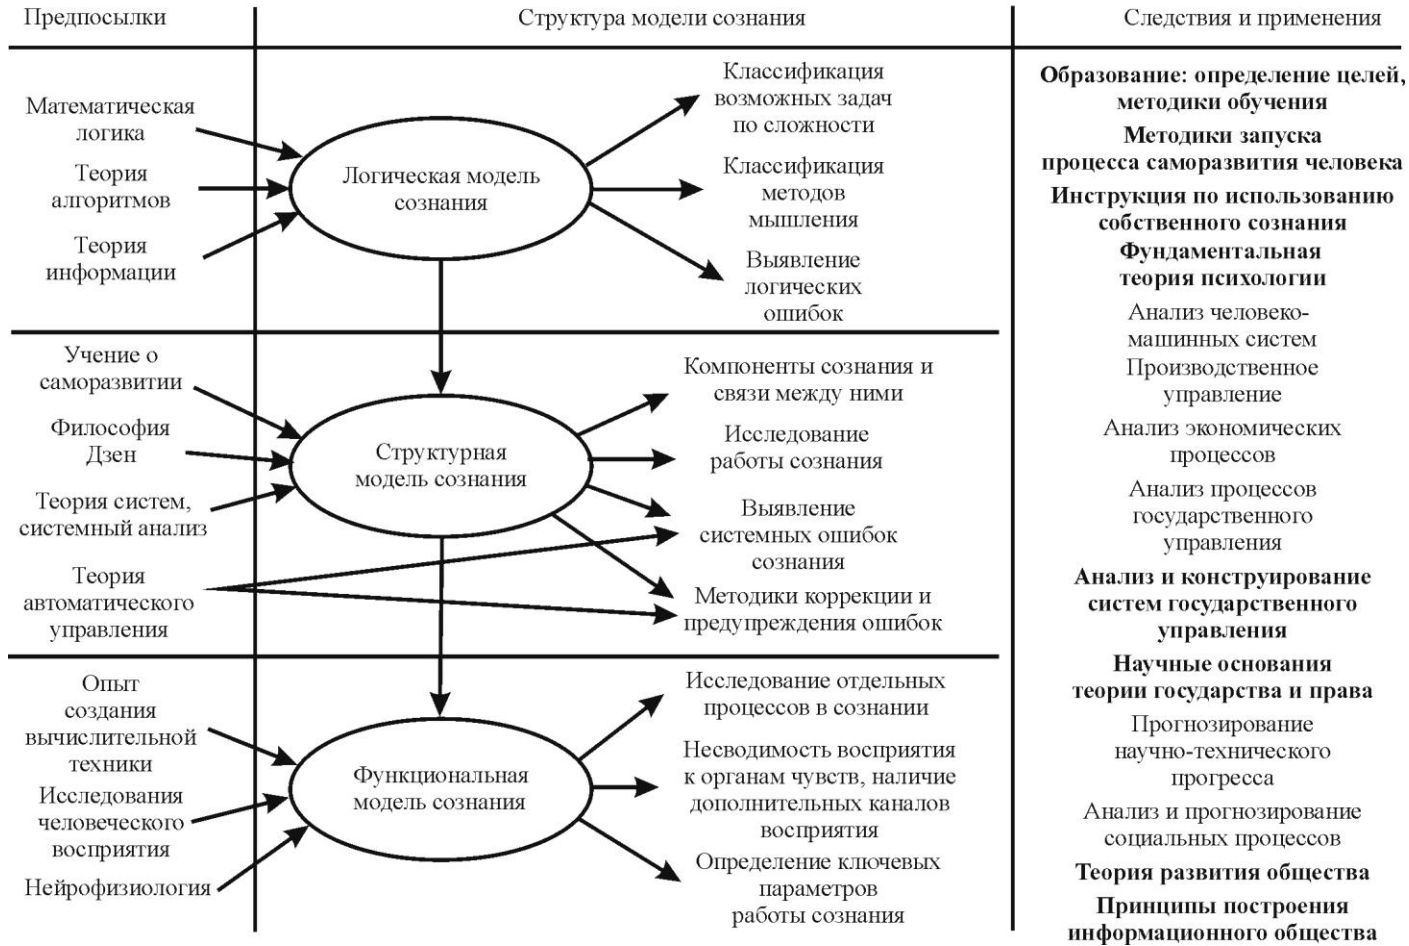 Предпосылки
Структура модели сознания
Следствия и применения
Математическая
логика
Теория
алгоритмов
Теория
информации
Логическая модель
сознания
Классификация
возможных задач
по сложности
Классификация
методов
мышления
Выявление
логических
ошибок
Учение о
саморазвитии
Философия
Дзен
Теория систем,
системный анализ
Теория
автоматического
управления
Структурная
модель сознания
Компоненты сознания и
связи между ними
Исследование
работы сознания
Выявление
системных ошибок
сознания
Методики коррекции и
предупреждения ошибок
Опыт
создания
вычислительной
техники
Исследования
человеческого
восприятия
Нейрофизиология
Функциональная
модель сознания
Исследование отдельных
процессов в сознании
Несводимость восприятия
к органам чувств, наличие
дополнительных каналов
восприятия
Определение ключевых
параметров
работы сознания
Образование: определение целей,
методики обучения
Методики запуска
процесса саморазвития человека
Инструкция по использованию
собственного сознания
Фундаментальная
теория психологии
Анализ человеко-
машинных систем
Производственное
управление
Анализ экономических
процессов
Анализ процессов
государственного
управления
Анализ и конструирование
систем государственного
управления
Научные основания
теории государства и права
Прогнозирование
научно-технического
прогресса
Анализ и прогнозирование
социальных процессов
Теория развития общества
Принципы построения
информационного общества